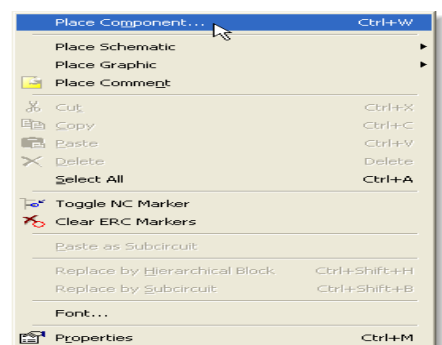 Place Component... Ctrl+W
Place Schematic
Place Graphic
Place Comment
Cut Ctrl+X
Copy Ctrl+C
Paste Ctrl+V
Delete Delete
Select All Ctrl+A
Toggle NC Marker
Clear ERC Markers
Paste as Subcircuit
Replace by Hierarchical Block Ctrl+Shift+H
Replace by Subcircuit Ctrl+Shift+B
Font...
Properties Ctrl+M